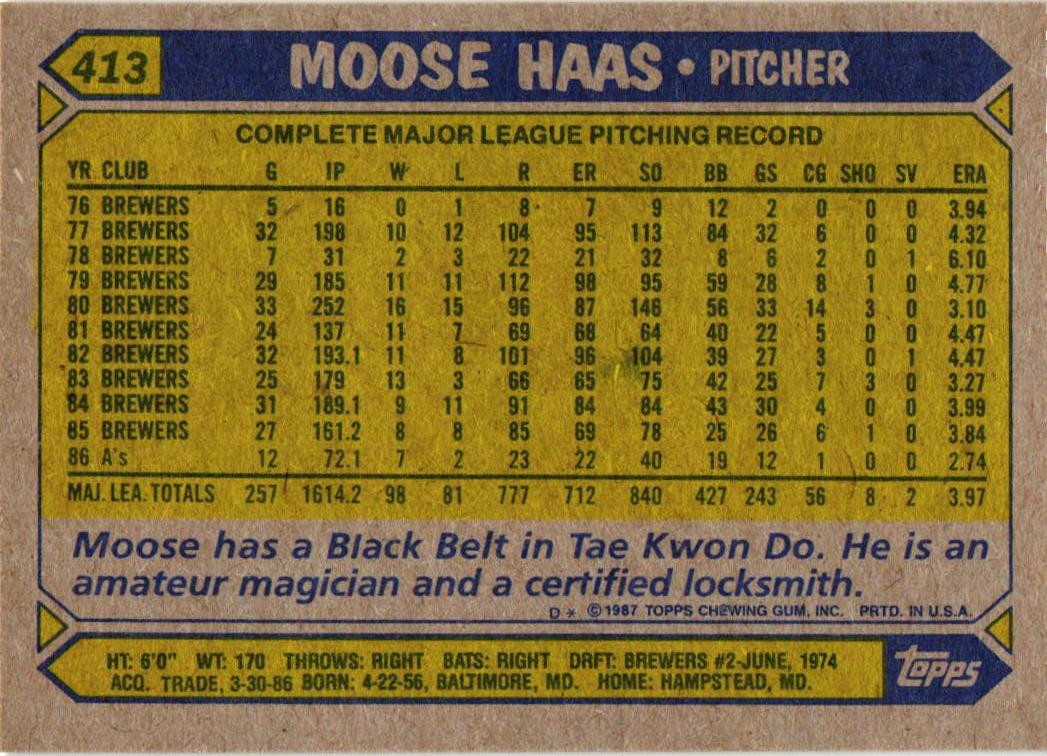 413 MOOSE HAAS • PITCHER
COMPLETE MAJOR LEAGUE PITCHING RECORD
YR CLUB G IP W L R ER SO BB GS CG SHO SV ERA
76 BREWERS 5 16 0 1 8 7 9 12 2 0 0 0 3.94
77 BREWERS 32 198 10 12 104 95 113 84 32 6 0 0 4.32
78 BREWERS 7 31 2 3 22 21 32 8 6 2 0 1 6.10
79 BREWERS 29 185 11 11 112 98 95 59 28 8 1 0 4.77
80 BREWERS 33 252 16 15 96 87 146 56 33 14 3 0 3.10
81 BREWERS 24 137 11 7 69 68 64 40 22 5 0 0 4.47
82 BREWERS 32 193.1 11 8 101 96 104 39 27 3 0 1 4.47
83 BREWERS 25 179 13 3 66 65 75 42 25 7 3 0 3.27
84 BREWERS 31 189.1 9 11 91 84 84 43 30 4 0 0 3.99
85 BREWERS 27 161.2 8 8 85 69 78 25 26 6 1 0 3.84
86 A's 12 72.1 7 2 23 22 40 19 12 1 0 0 2.74
MAJ. LEA. TOTALS 257 1614.2 98 81 777 712 840 427 243 56 8 2 3.97
Moose has a Black Belt in Tae Kwon Do. He is an
amateur magician and a certified locksmith.
D * ©1987 TOPPS CHEWING GUM, INC. PRTD. IN U.S.A.
HT: 6'0" WT: 170 THROWS: RIGHT BATS: RIGHT DRFT: BREWERS #2-JUNE, 1974
ACQ. TRADE, 3-30-86 BORN: 4-22-56, BALTIMORE, MD. HOME: HAMPSTEAD, MD.
TOPPS